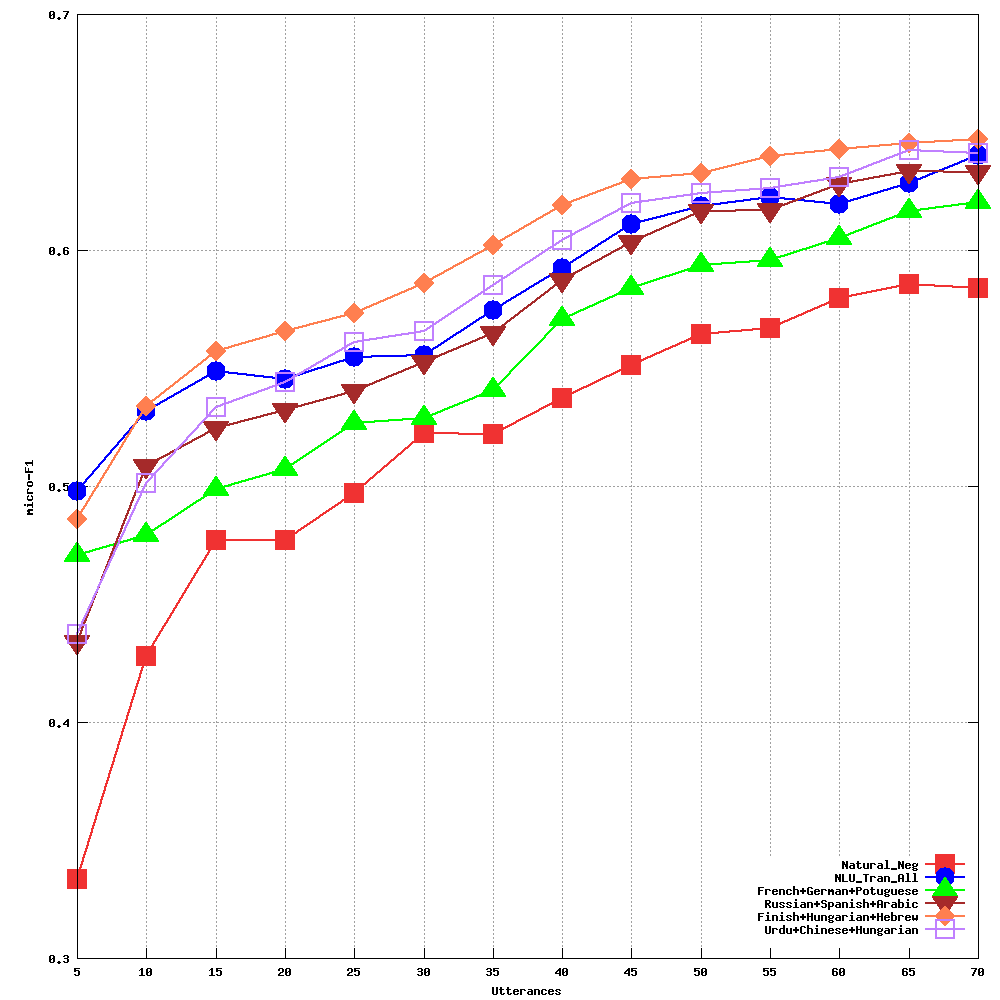 0.7
0.6
0.5
0.4
0.3
micro-F1
Natural_Neg
NLU_Tran_All
French+German+Potuguese
Russian+Spanish+Arabic
Finish+Hungarian+Hebrew
Urdu+Chinese+Hungarian
5 10 15 20 25 30 35 40 45 50 55 60 65 70
Utterances